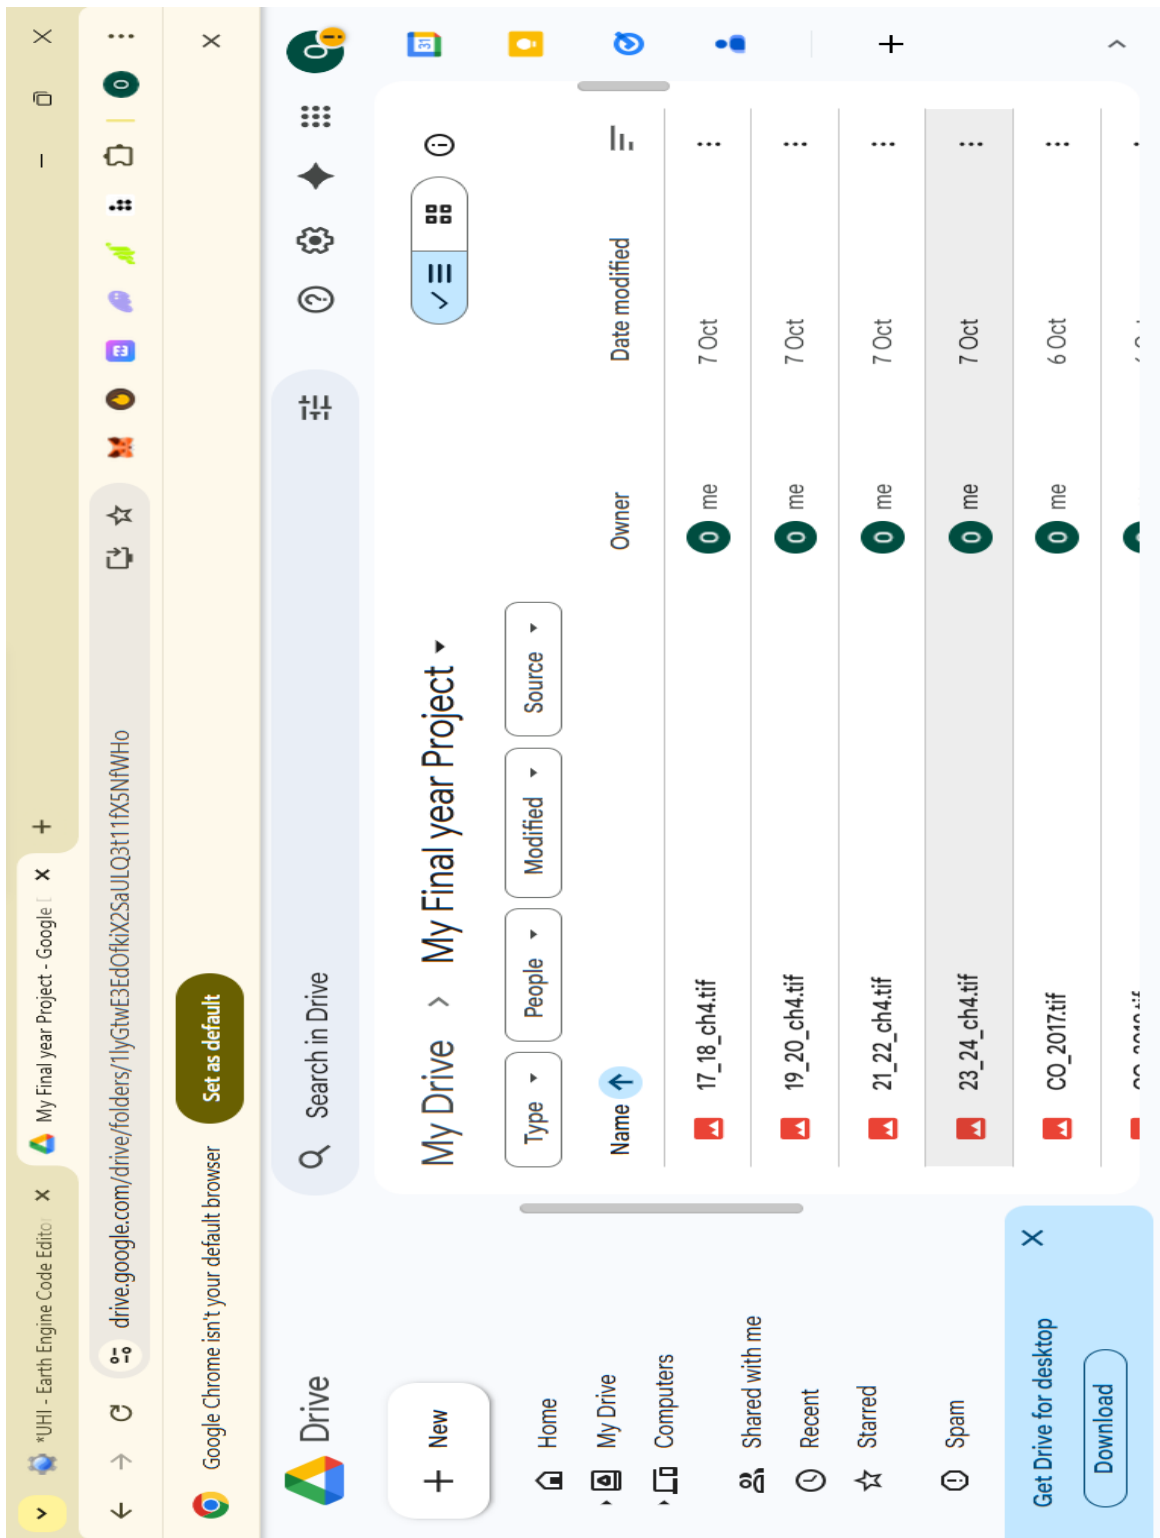 *UHI - Earth Engine Code Editor
My Final year Project - Google
drive.google.com/drive/folders/1lyGtwE3EdOfkiX2SaULQ3t11fX5NfWHo
Google Chrome isn't your default browser
Set as default
Drive
Search in Drive
New
My Drive > My Final year Project
31
Type
People
Modified
Source
Home
My Drive
Computers
Shared with me
Recent
Starred
Spam
Name
Owner
Date modified
17_18_ch4.tif
me
7 Oct
19_20_ch4.tif
me
7 Oct
21_22_ch4.tif
me
7 Oct
23_24_ch4.tif
me
7 Oct
CO_2017.tif
me
6 Oct
Get Drive for desktop
Download